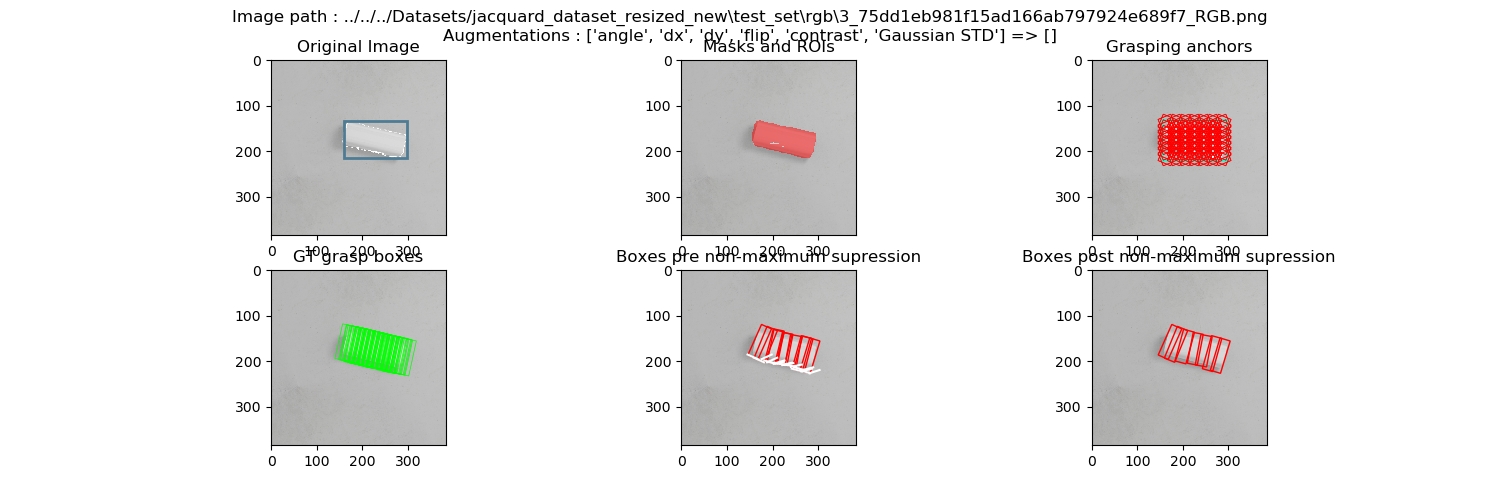 Image path : ../../../Datasets/jacquard_dataset_resized_new\test_set\rgb\3_75dd1eb981f15ad166ab797924e689f7_RGB.png
Augmentations : ['angle', 'dx', 'dy', 'flip', 'contrast', 'Gaussian STD'] => []
Original Image
0
100
200
300
0 100 200 300
Masks and ROIs
0
100
200
300
0 100 200 300
Grasping anchors
0
100
200
300
0 100 200 300
GT grasp boxes
0
100
200
300
0 100 200 300
Boxes pre non-maximum supression
0
100
200
300
0 100 200 300
Boxes post non-maximum supression
0
100
200
300
0 100 200 300